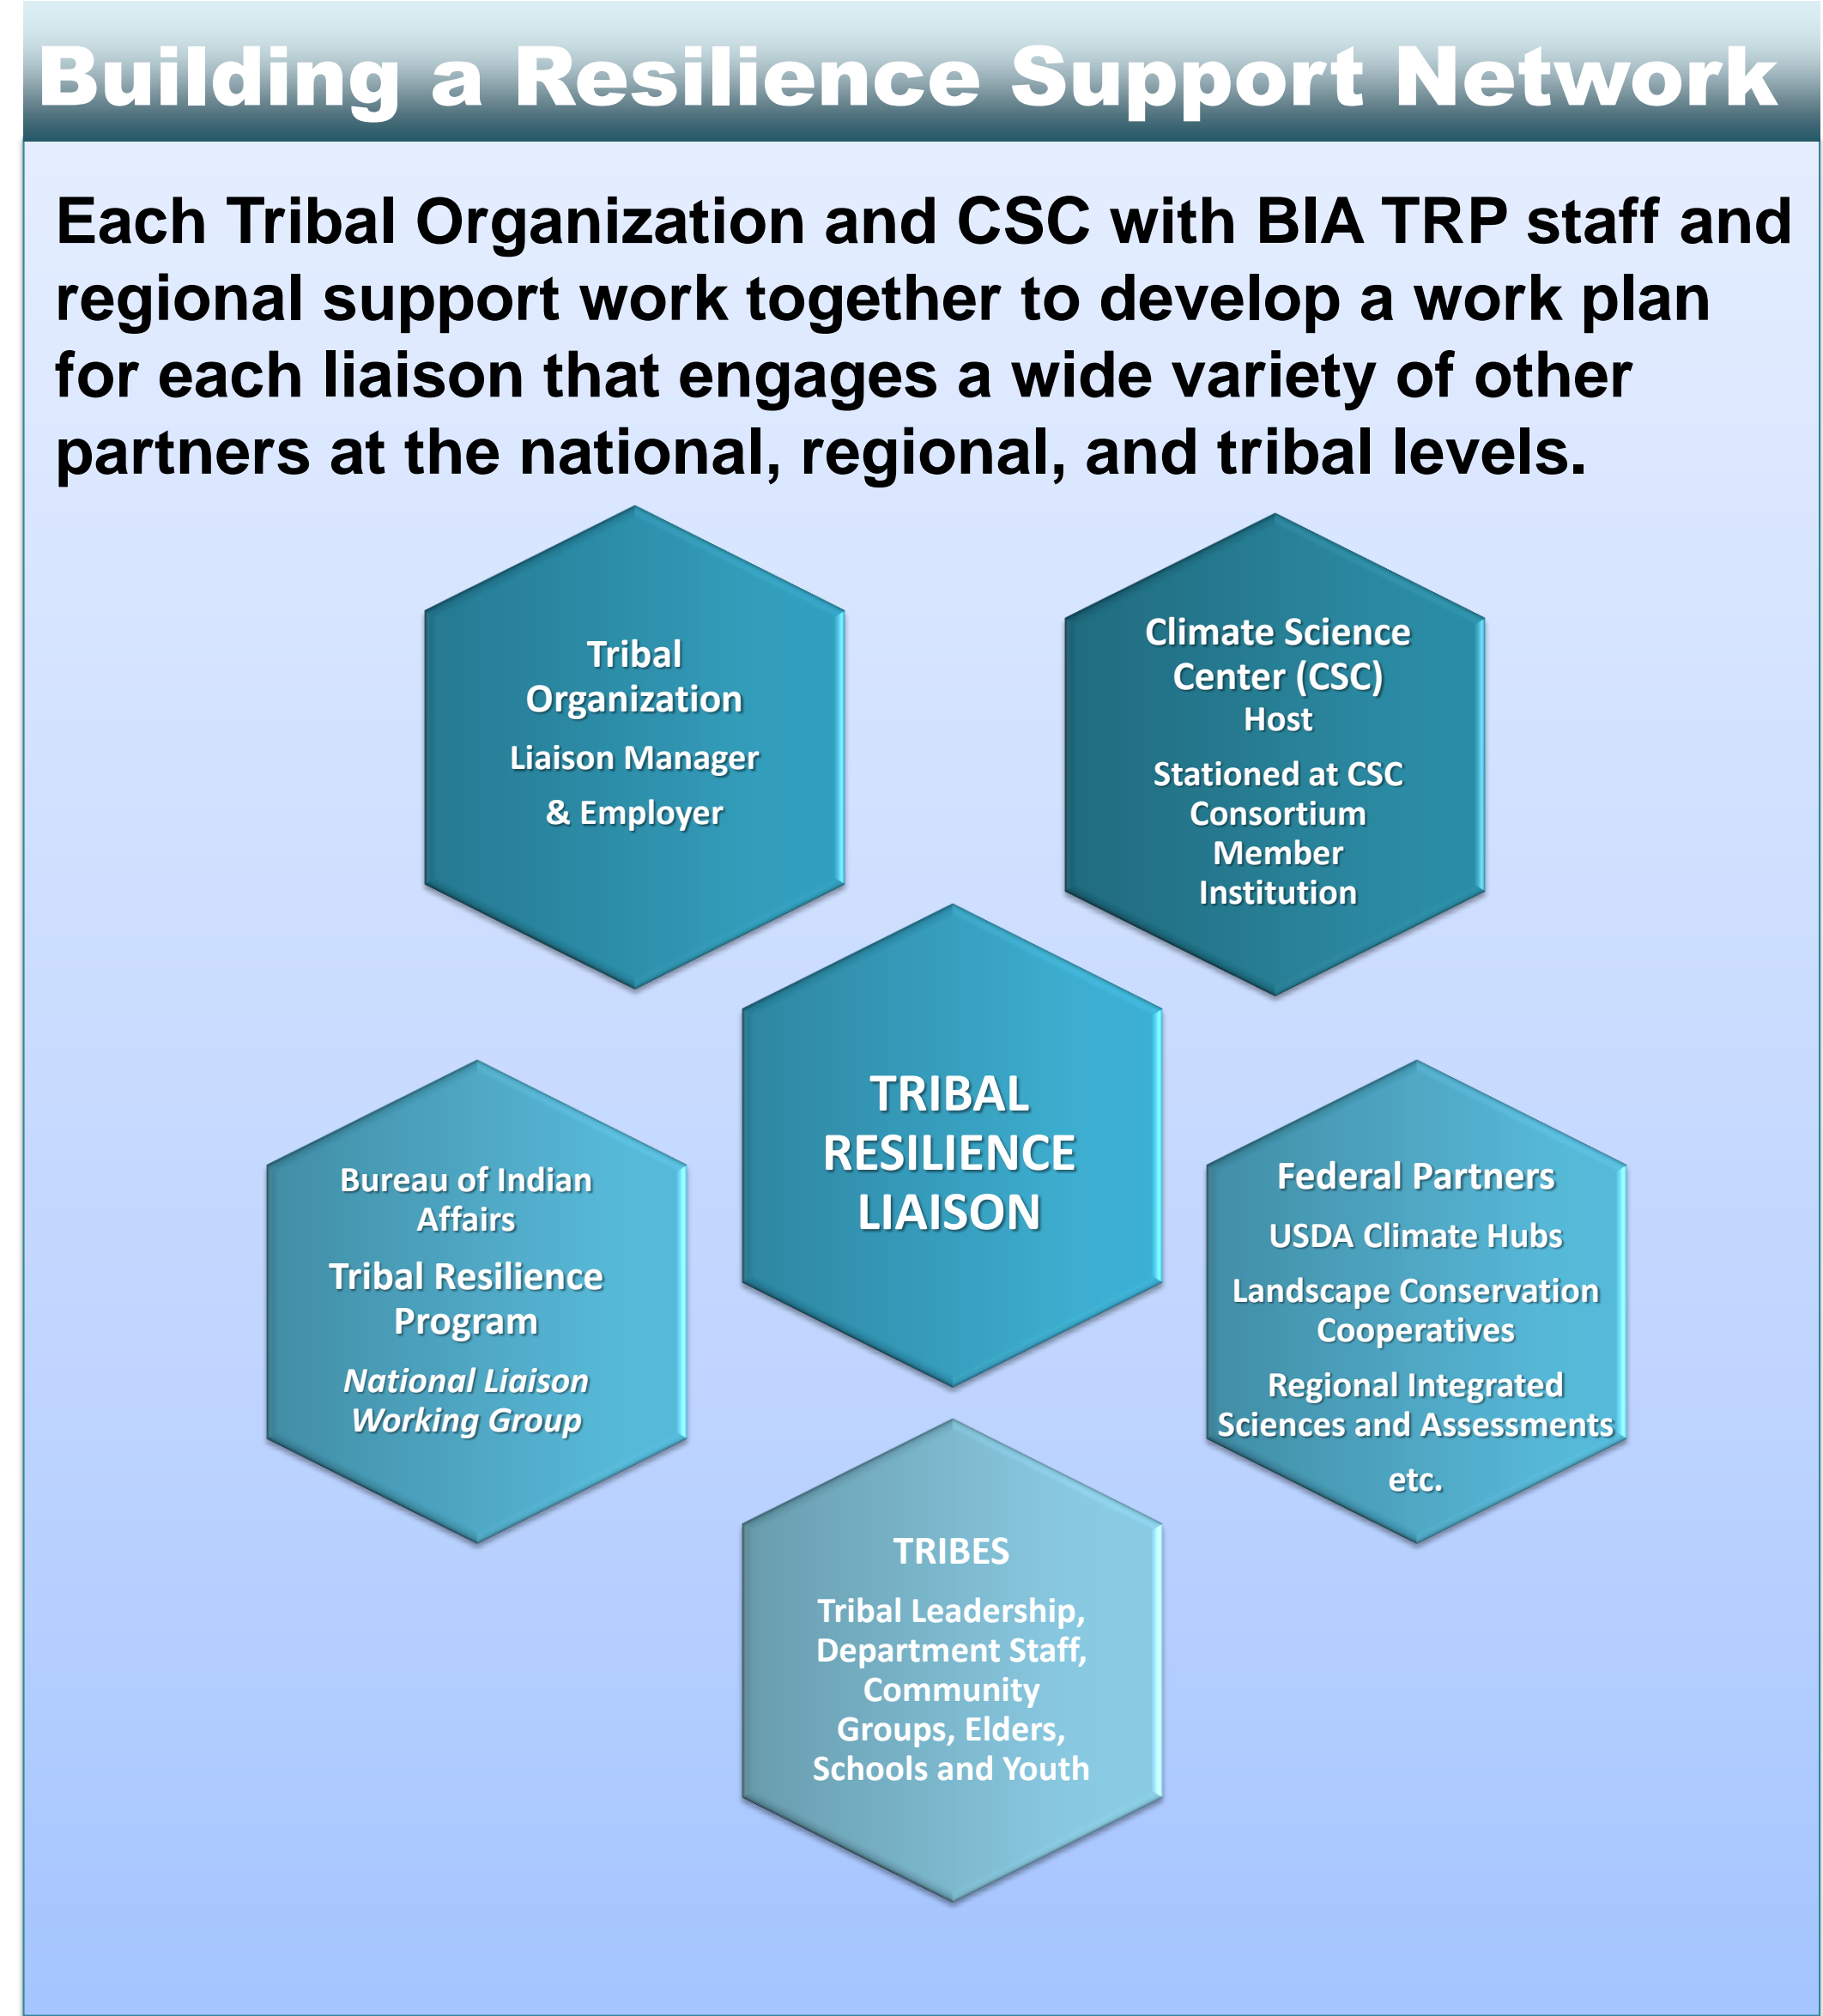 Building a Resilience Support Network
Each Tribal Organization and CSC with BIA TRP staff and
regional support work together to develop a work plan
for each liaison that engages a wide variety of other
partners at the national, regional, and tribal levels.
Tribal
Organization
Liaison Manager
& Employer
Climate Science
Center (CSC)
Host
Stationed at CSC
Consortium
Member
Institution
TRIBAL
RESILIENCE
LIAISON
Bureau of Indian
Affairs
Tribal Resilience
Program
National Liaison
Working Group
Federal Partners
USDA Climate Hubs
Landscape Conservation
Cooperatives
Regional Integrated
Sciences and Assessments
etc.
TRIBES
Tribal Leadership,
Department Staff,
Community
Groups, Elders,
Schools and Youth